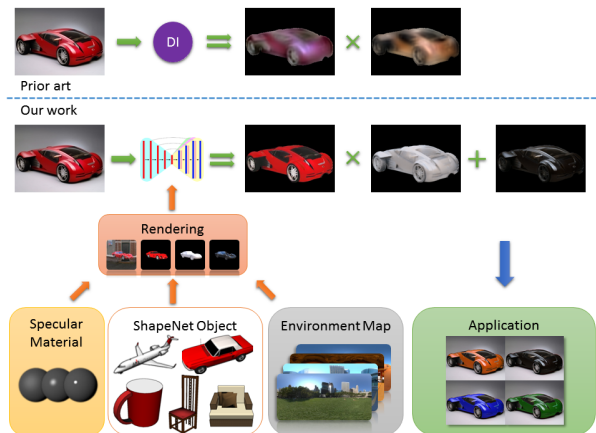 DI
Prior art
Our work
Rendering
Specular
Material
ShapeNet Object
Environment Map
Application